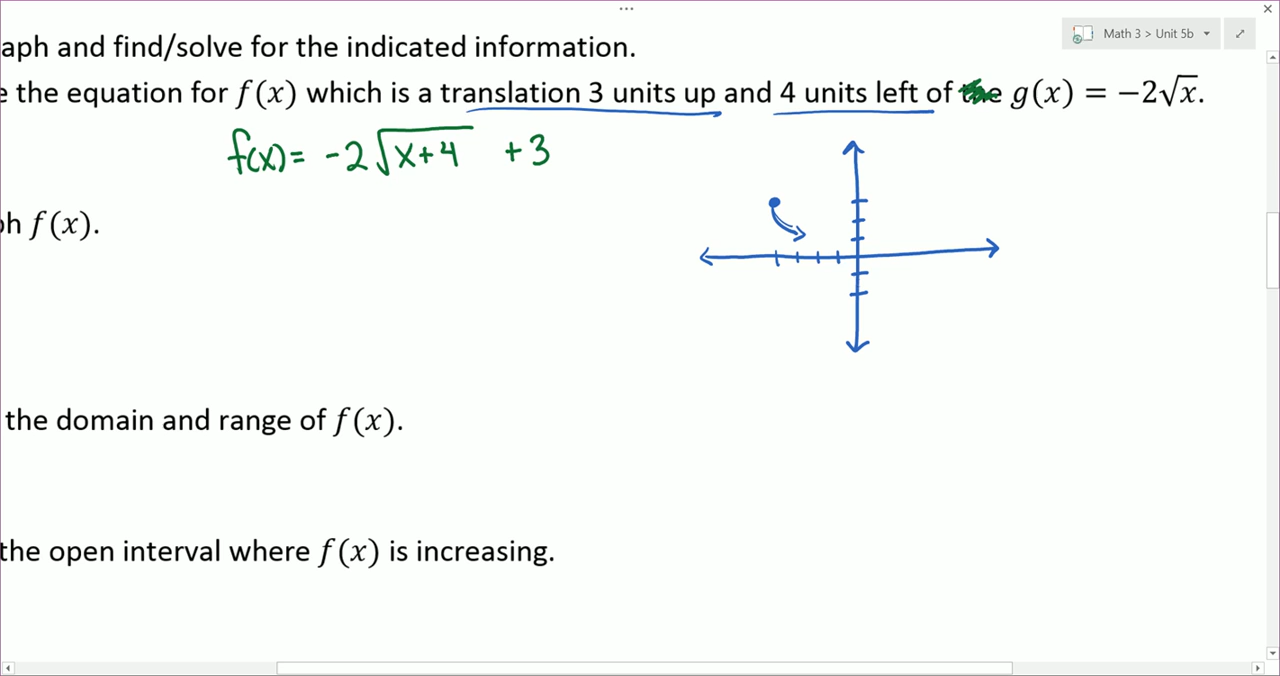 Math 3 > Unit 5b
aph and find/solve for the indicated information.
e the equation for f(x) which is a translation 3 units up and 4 units left of g(x) = −2√x.
f(x) = -2√x+4 +3
ph f(x).
the domain and range of f(x).
the open interval where f(x) is increasing.